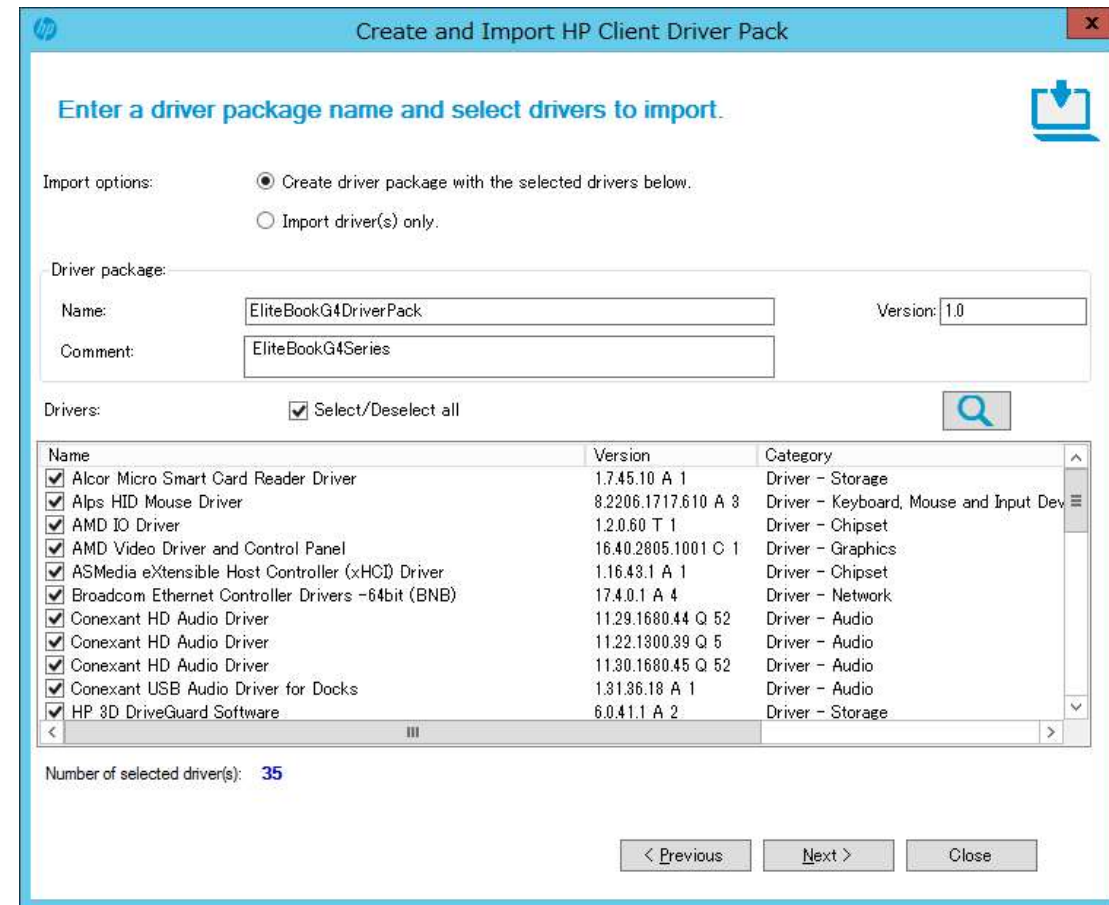 hp
Create and Import HP Client Driver Pack
x
Enter a driver package name and select drivers to import.
Import options:
Create driver package with the selected drivers below.
Import driver(s) only.
Driver package:
Name: EliteBookG4DriverPack Version: 1.0
Comment: EliteBookG4Series
Drivers: Select/Deselect all
Name Version Category
Alcor Micro Smart Card Reader Driver 1.7.45.10 A 1 Driver - Storage
Alps HID Mouse Driver 8.2206.1717.610 A 3 Driver - Keyboard, Mouse and Input Dev
AMD IO Driver 1.2.0.60 T 1 Driver - Chipset
AMD Video Driver and Control Panel 16.40.2805.1001 C 1 Driver - Graphics
ASMedia eXtensible Host Controller (xHCI) Driver 1.16.43.1 A 1 Driver - Chipset
Broadcom Ethernet Controller Drivers -64bit (BNB) 17.4.0.1 A 4 Driver - Network
Conexant HD Audio Driver 11.29.1680.44 Q 52 Driver - Audio
Conexant HD Audio Driver 11.22.1300.39 Q 5 Driver - Audio
Conexant HD Audio Driver 11.30.1680.45 Q 52 Driver - Audio
Conexant USB Audio Driver for Docks 1.31.36.18 A 1 Driver - Audio
HP 3D DriveGuard Software 6.0.41.1 A 2 Driver - Storage
Number of selected driver(s): 35
< Previous Next > Close